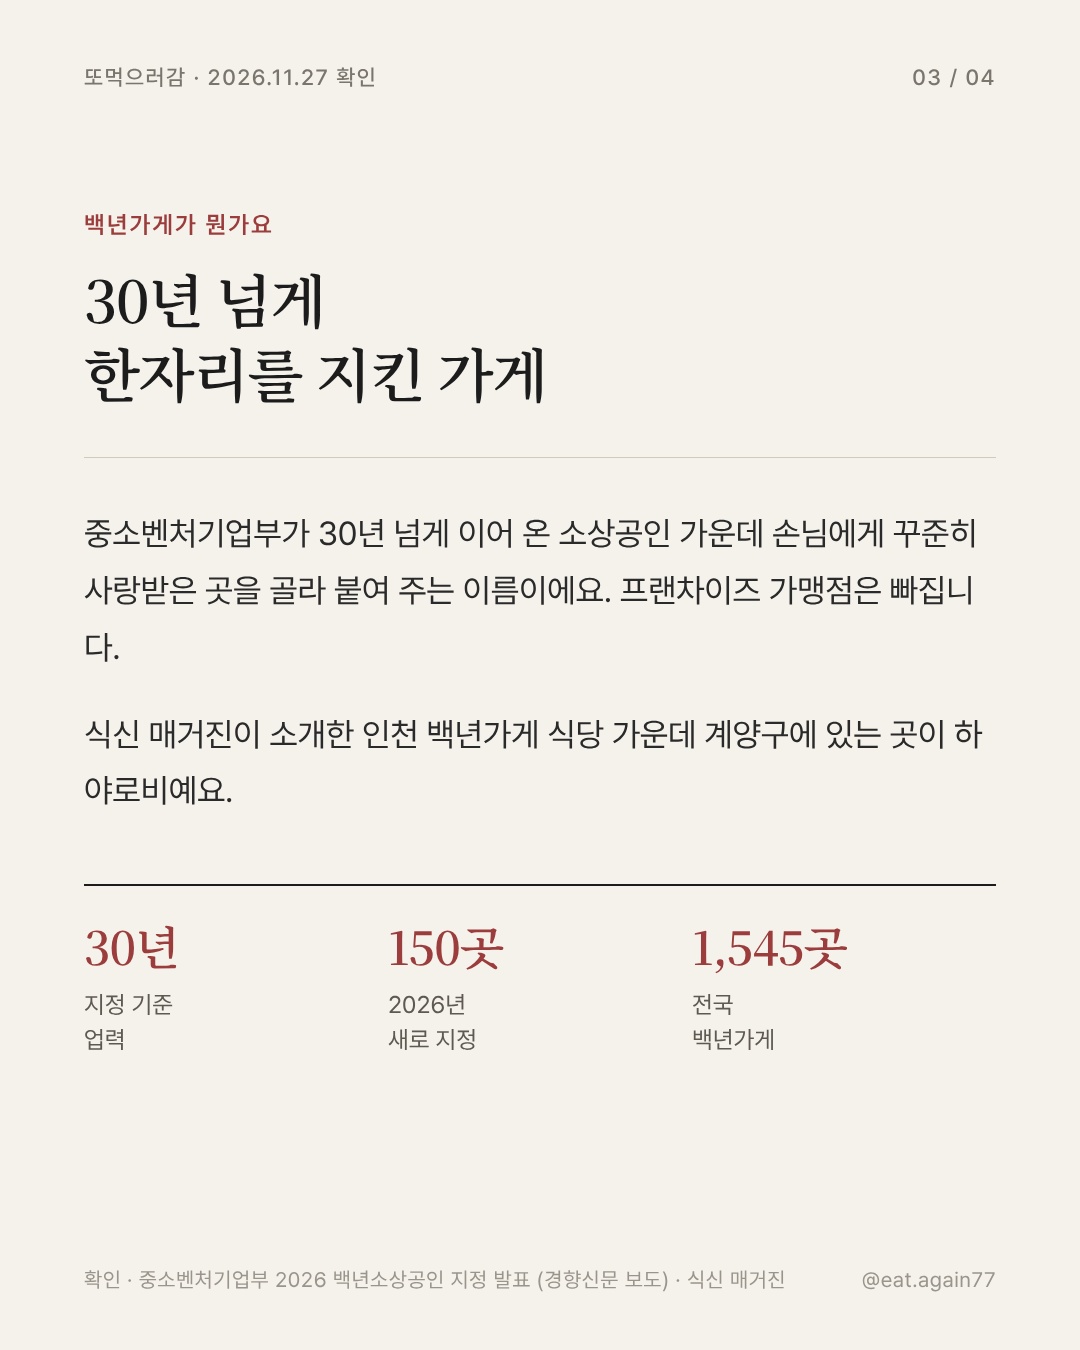 또먹으러감 · 2026.11.27 확인
03 / 04
백년가게가 뭔가요
30년 넘게
한자리를 지킨 가게
중소벤처기업부가 30년 넘게 이어 온 소상공인 가운데 손님에게 꾸준히
사랑받은 곳을 골라 붙여 주는 이름이에요. 프랜차이즈 가맹점은 빠집니
다.
식신 매거진이 소개한 인천 백년가게 식당 가운데 계양구에 있는 곳이 하
야로비예요.
30년
지정 기준
업력
150곳
2026년
새로 지정
1,545곳
전국
백년가게
확인 · 중소벤처기업부 2026 백년소상공인 지정 발표 (경향신문 보도) · 식신 매거진
@eat.again77